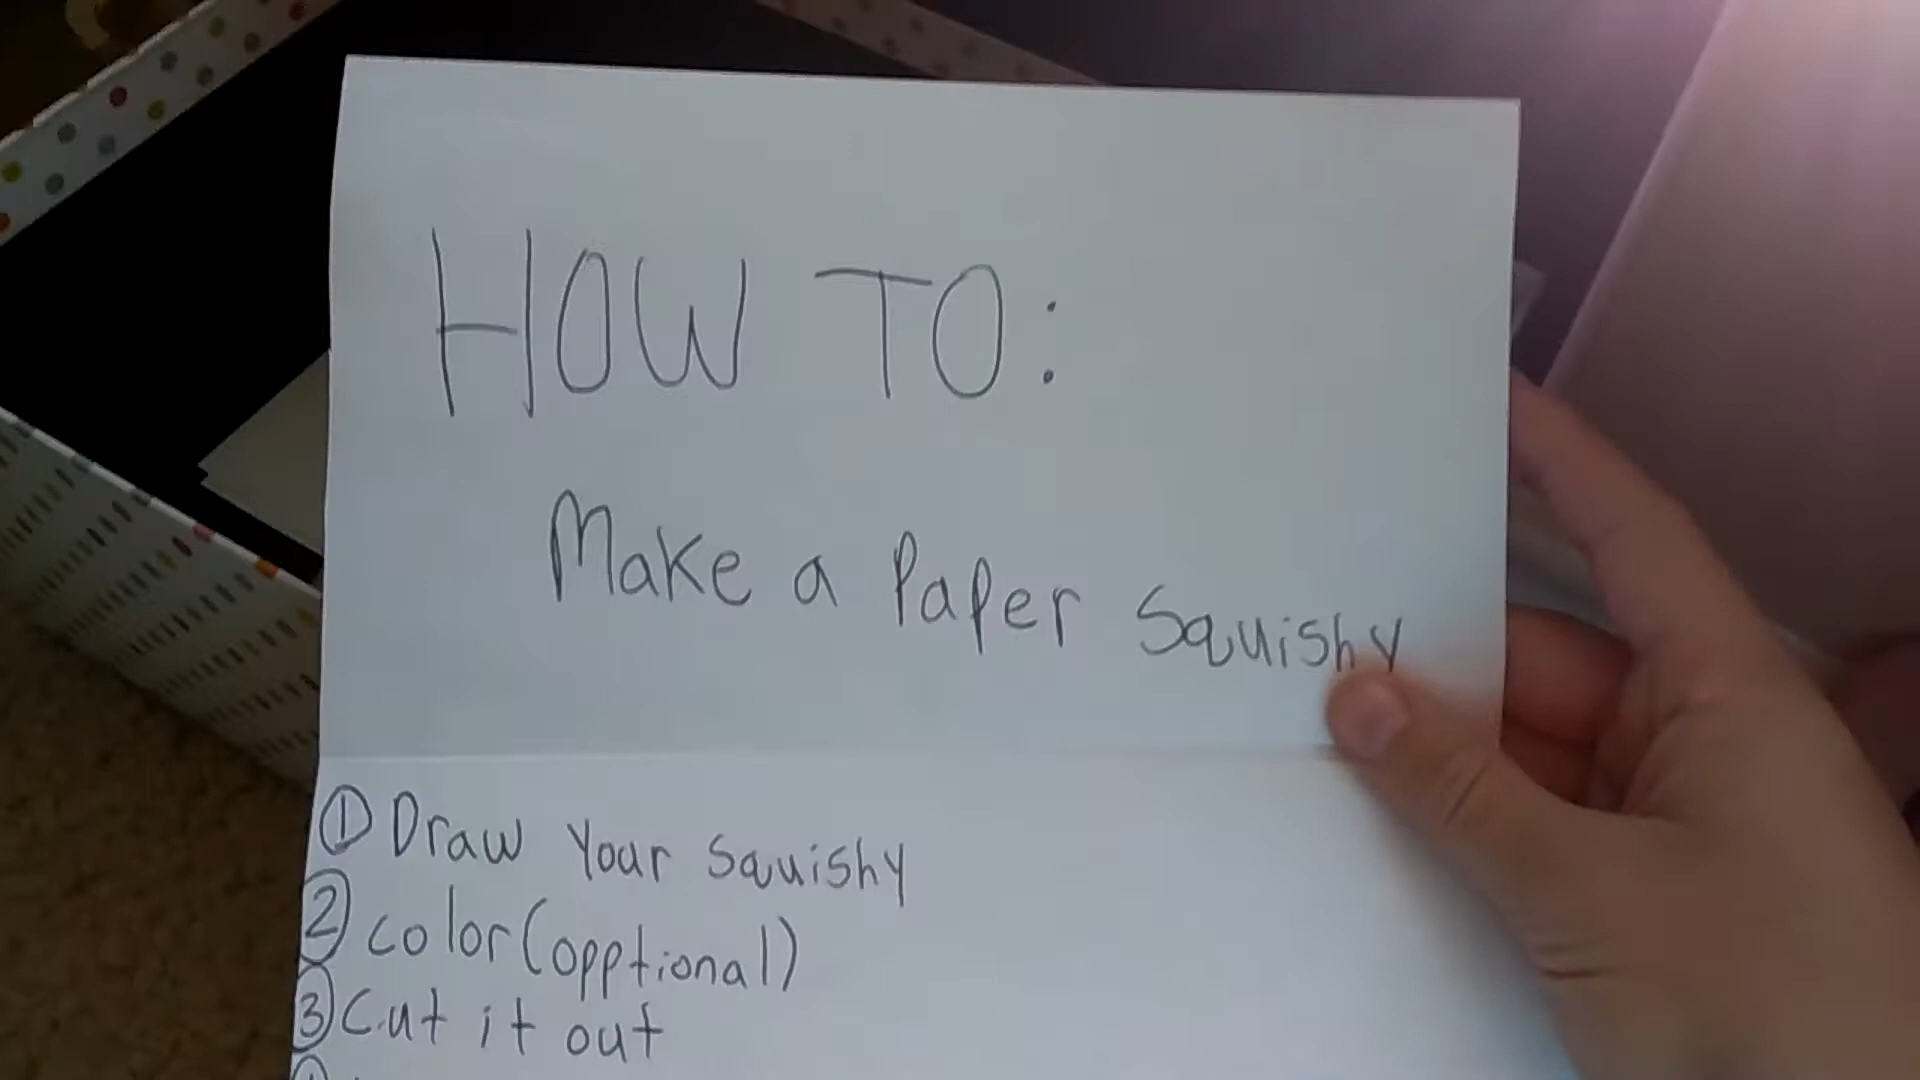 HOW TO:
Make a Paper Squishy
① Draw Your Squishy
② color (opptional)
③ Cut it out